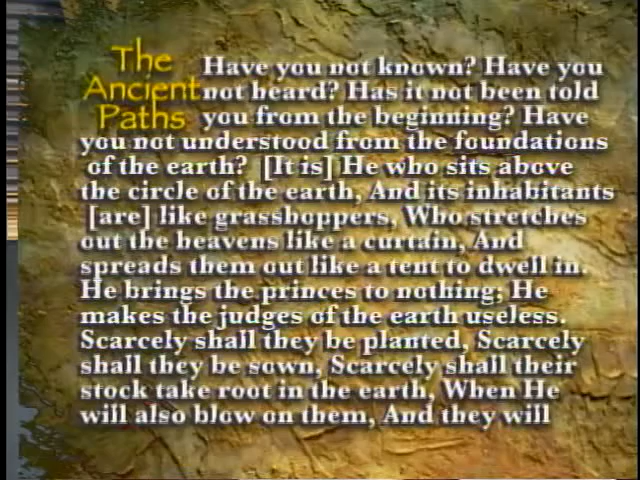 The
Ancient
Paths
Have you not known? Have you
not heard? Has it not been told
you from the beginning? Have
you not understood from the foundations
of the earth? [It is] He who sits above
the circle of the earth, And its inhabitants
[are] like grasshoppers, Who stretches
out the heavens like a curtain, And
spreads them out like a tent to dwell in.
He brings the princes to nothing; He
makes the judges of the earth useless.
Scarcely shall they be planted, Scarcely
shall they be sown, Scarcely shall their
stock take root in the earth, When He
will also blow on them, And they will